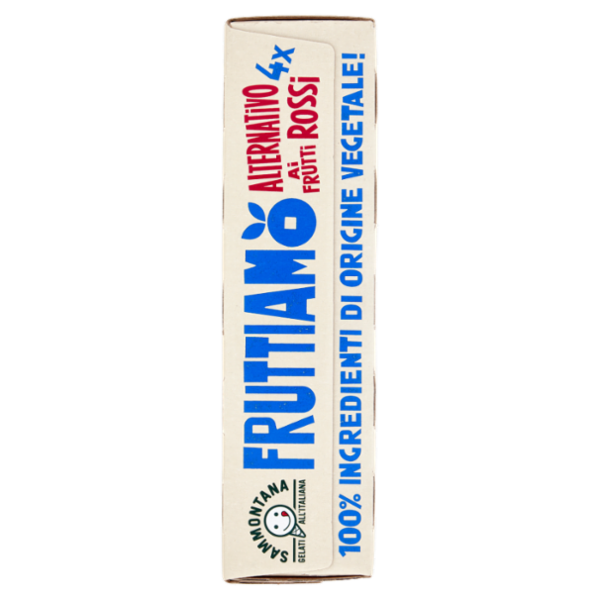 SAMMONTANA
GELATI ALL'ITALIANA
FRUTTIAMO
ALTERNATIVO
Ai
FRUTTI ROSSi
4x
100% INGREDIENTI DI ORIGINE VEGETALE!